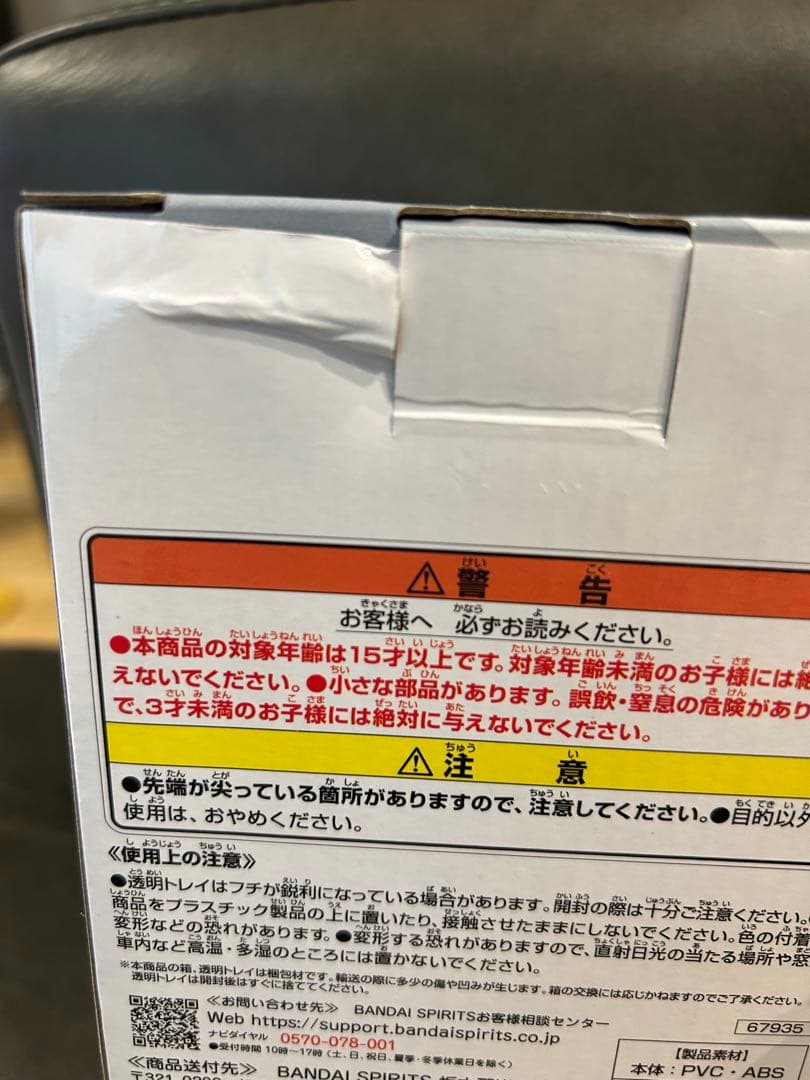 ⚠警告
お客様へ 必ずお読みください。
●本商品の対象年齢は15才以上です。対象年齢未満のお子様には絶
えないでください。●小さな部品があります。誤飲・窒息の危険があり
で、3才未満のお子様には絶対に与えないでください。
⚠注意
●先端が尖っている箇所がありますので、注意してください。●目的以外
使用は、おやめください。
《使用上の注意》
●透明トレイはフチが鋭利になっている場合があります。開封の際は十分ご注意ください。
商品をプラスチック製品の上に置いたり、接触させたままにしないでください。色の付着
変形などの恐れがあります。●変形する恐れがありますので、直射日光の当たる場所や窓
車内など高温・多湿のところには置かないでください。
※本商品の箱、透明トレイは梱包材です。輸送の際に多少の傷や凹みが生じます。箱の交換には応じかねますのでご了承ください。
透明トレイは開封後はすぐに捨ててください。
《お問い合わせ先》 BANDAI SPIRITSお客様相談センター
Web https://support.bandaispirits.co.jp
ナビダイヤル 0570-078-001
●受付時間 10時〜17時(土、日、祝日、夏季・冬季休業日を除く)
67935
【製品素材】
本体:PVC・ABS
《商品送付先》 BANDAI SPIRITS